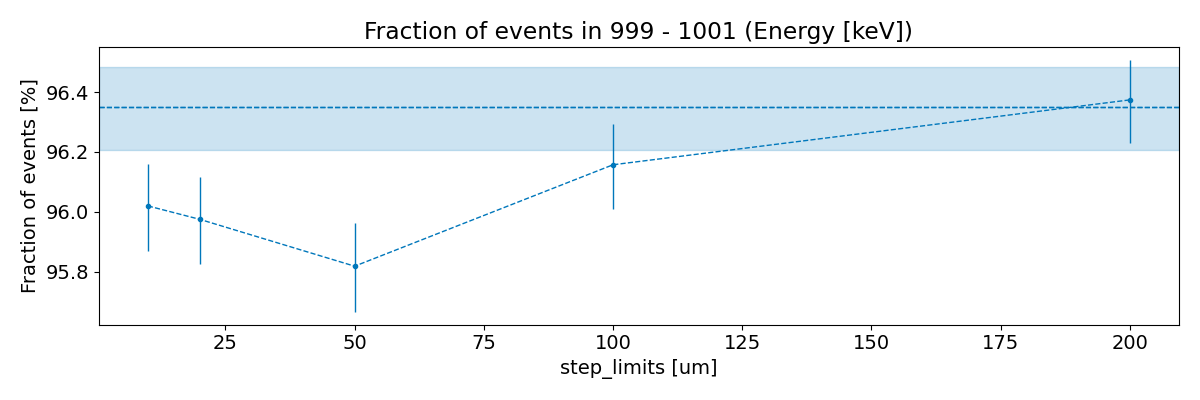 Fraction of events in 999 - 1001 (Energy [keV])
Fraction of events [%]
96.4
96.2
96.0
95.8
25 50 75 100 125 150 175 200
step_limits [um]